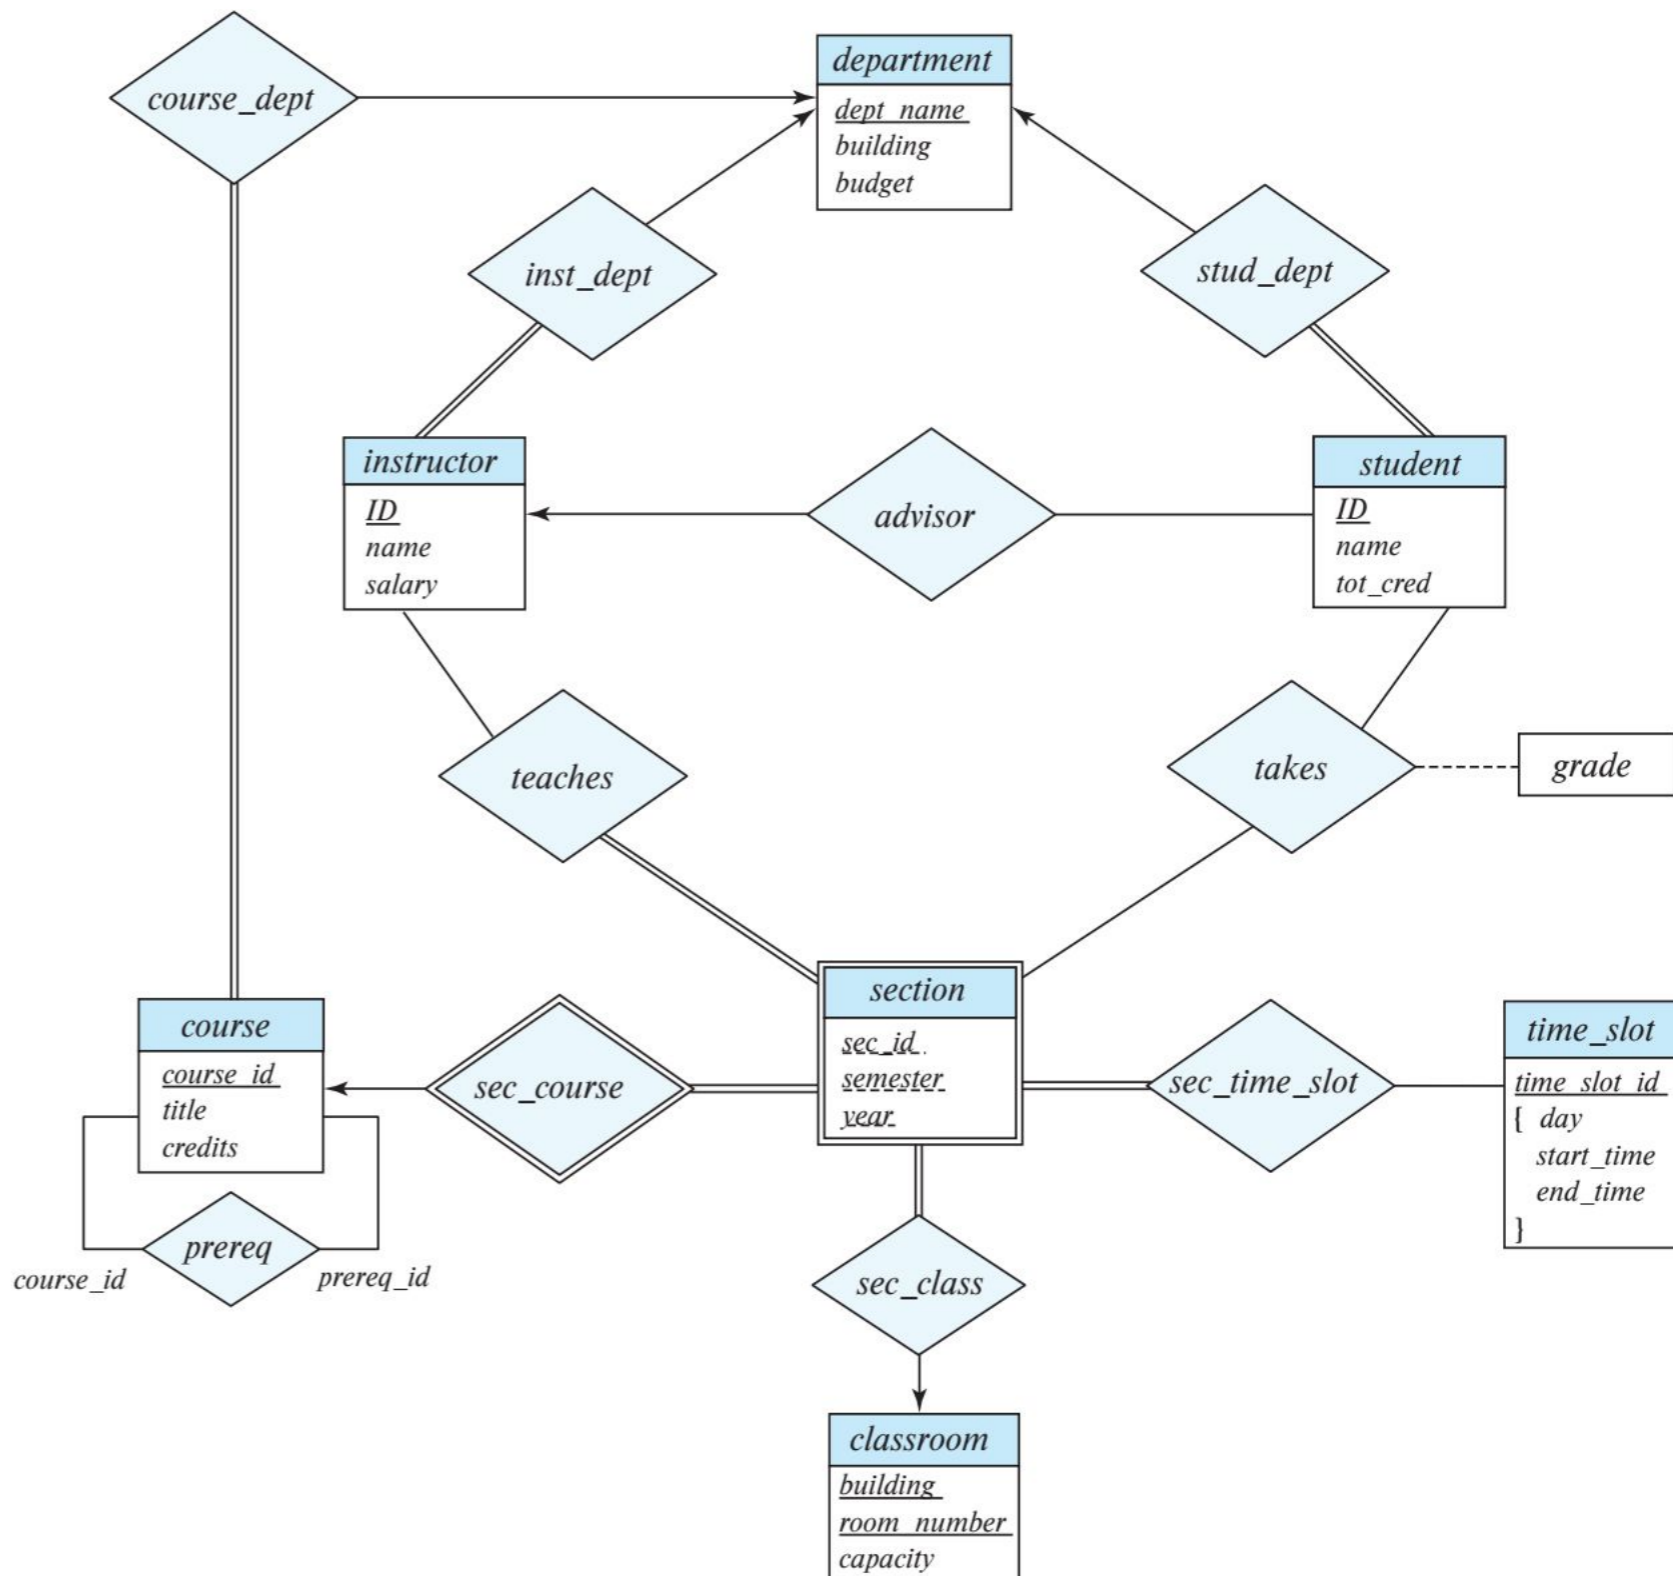 course_dept
department
dept_name
building
budget
inst_dept
stud_dept
instructor
ID
name
salary
advisor
student
ID
name
tot_cred
teaches
takes
grade
course
course_id
title
credits
sec_course
section
sec_id
semester
year
sec_time_slot
time_slot
time_slot_id
{ day
start_time
end_time
}
prereq
course_id
prereq_id
sec_class
classroom
building
room_number
capacity